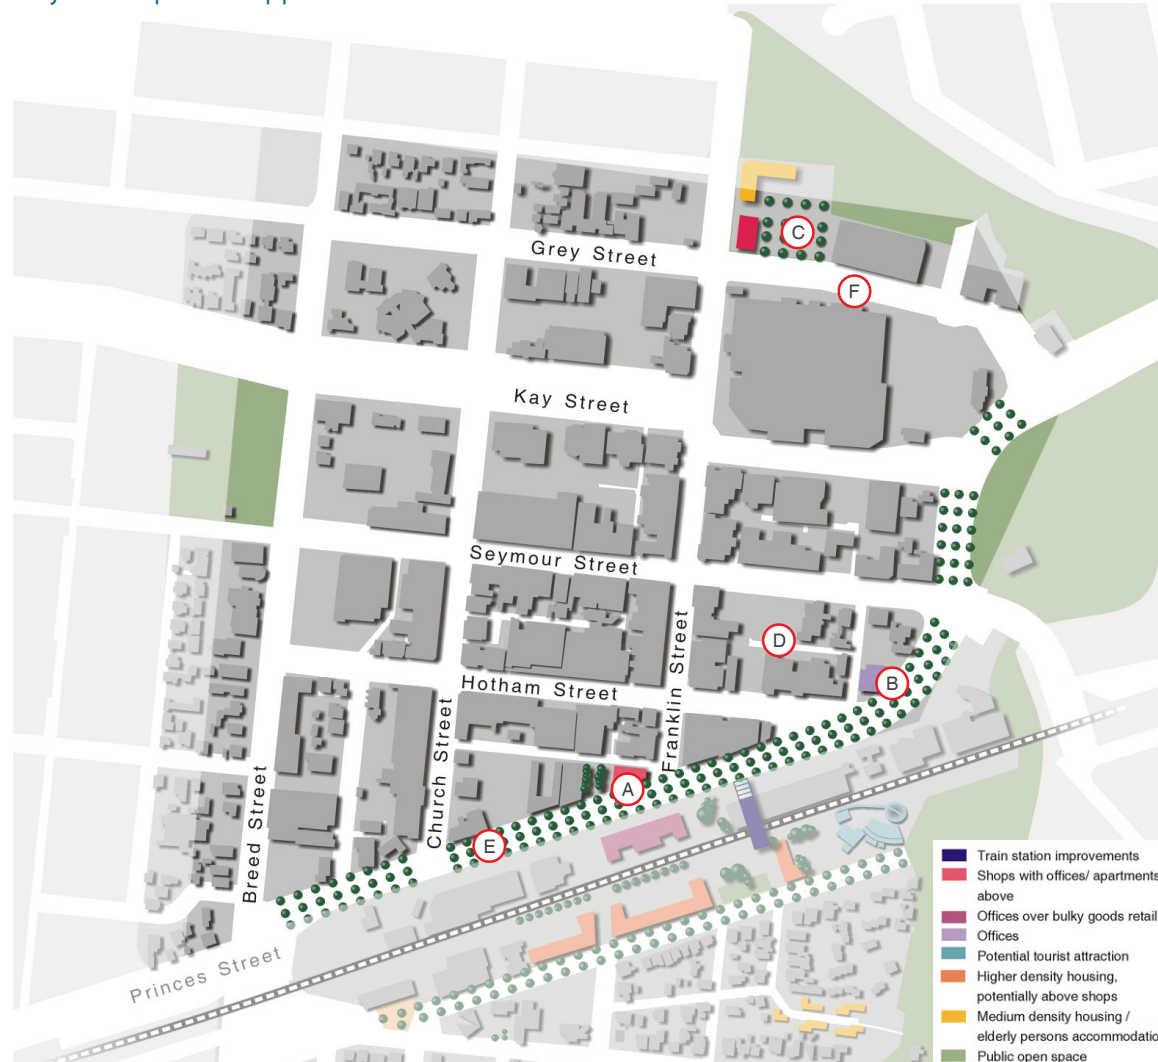 Grey Street
Kay Street
Seymour Street
Hotham Street
Franklin Street
Church Street
Breed Street
Princes Street
A
B
C
D
E
F
Train station improvements
Shops with offices/ apartments
above
Offices over bulky goods retail
Offices
Potential tourist attraction
Higher density housing,
potentially above shops
Medium density housing /
elderly persons accommodatio
Public open space